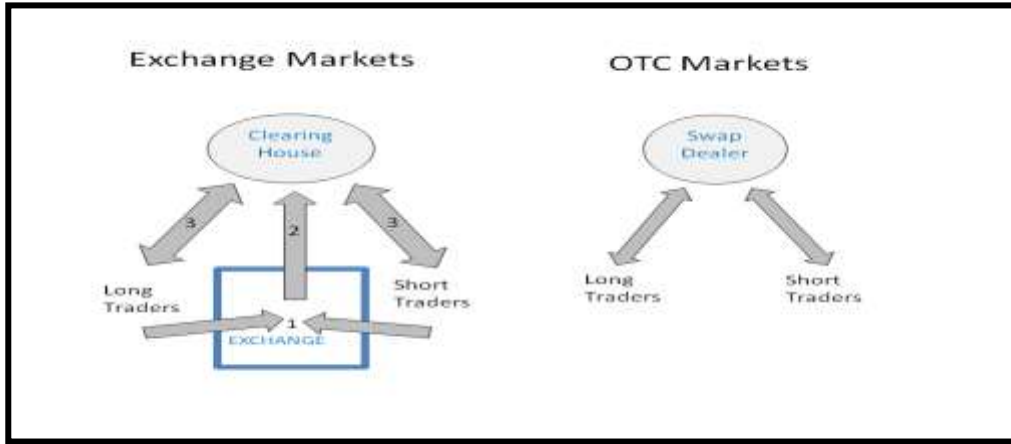 Exchange Markets
OTC Markets
Clearing
House
Swap
Dealer
3
2
3
Long
Traders
Short
Traders
1
EXCHANGE
Long
Traders
Short
Traders